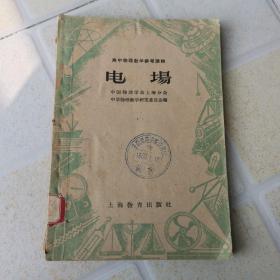 高中物理教学参考资料
电場
中国物理学会上海分会
中学物理教学研究委員会編
上海教育出版社